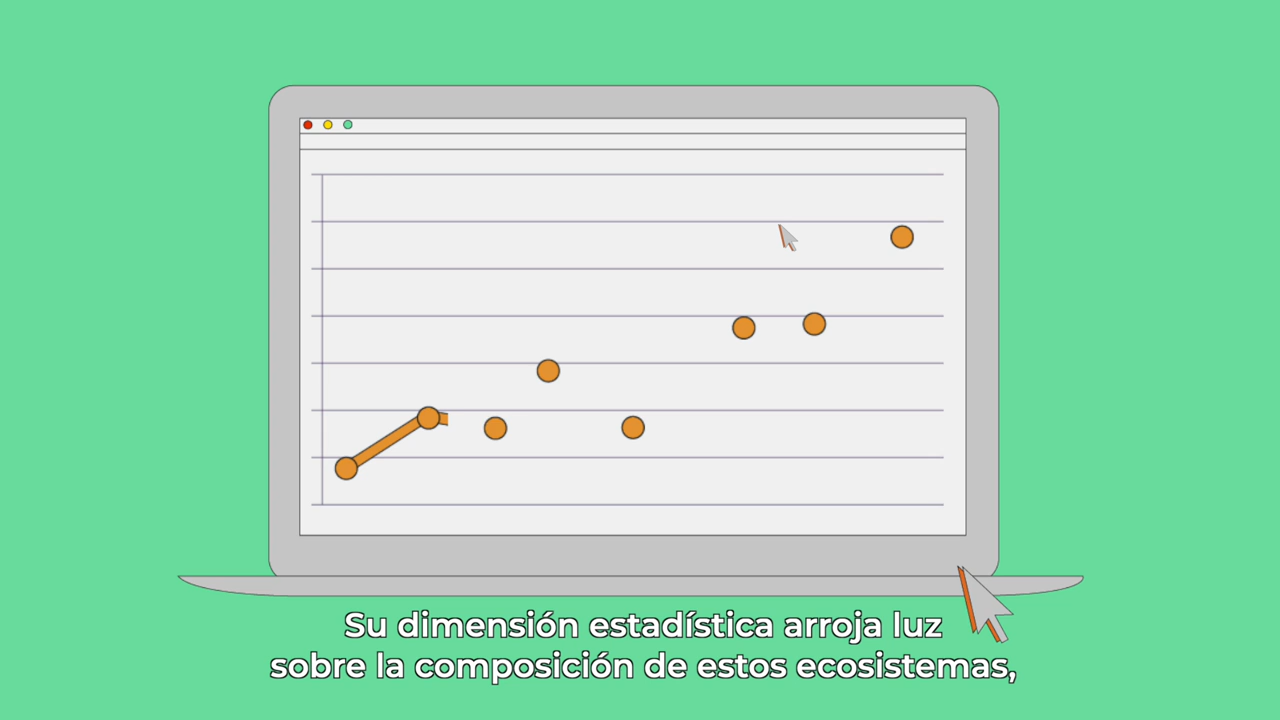 Su dimensión estadística arroja luz
sobre la composición de estos ecosistemas,